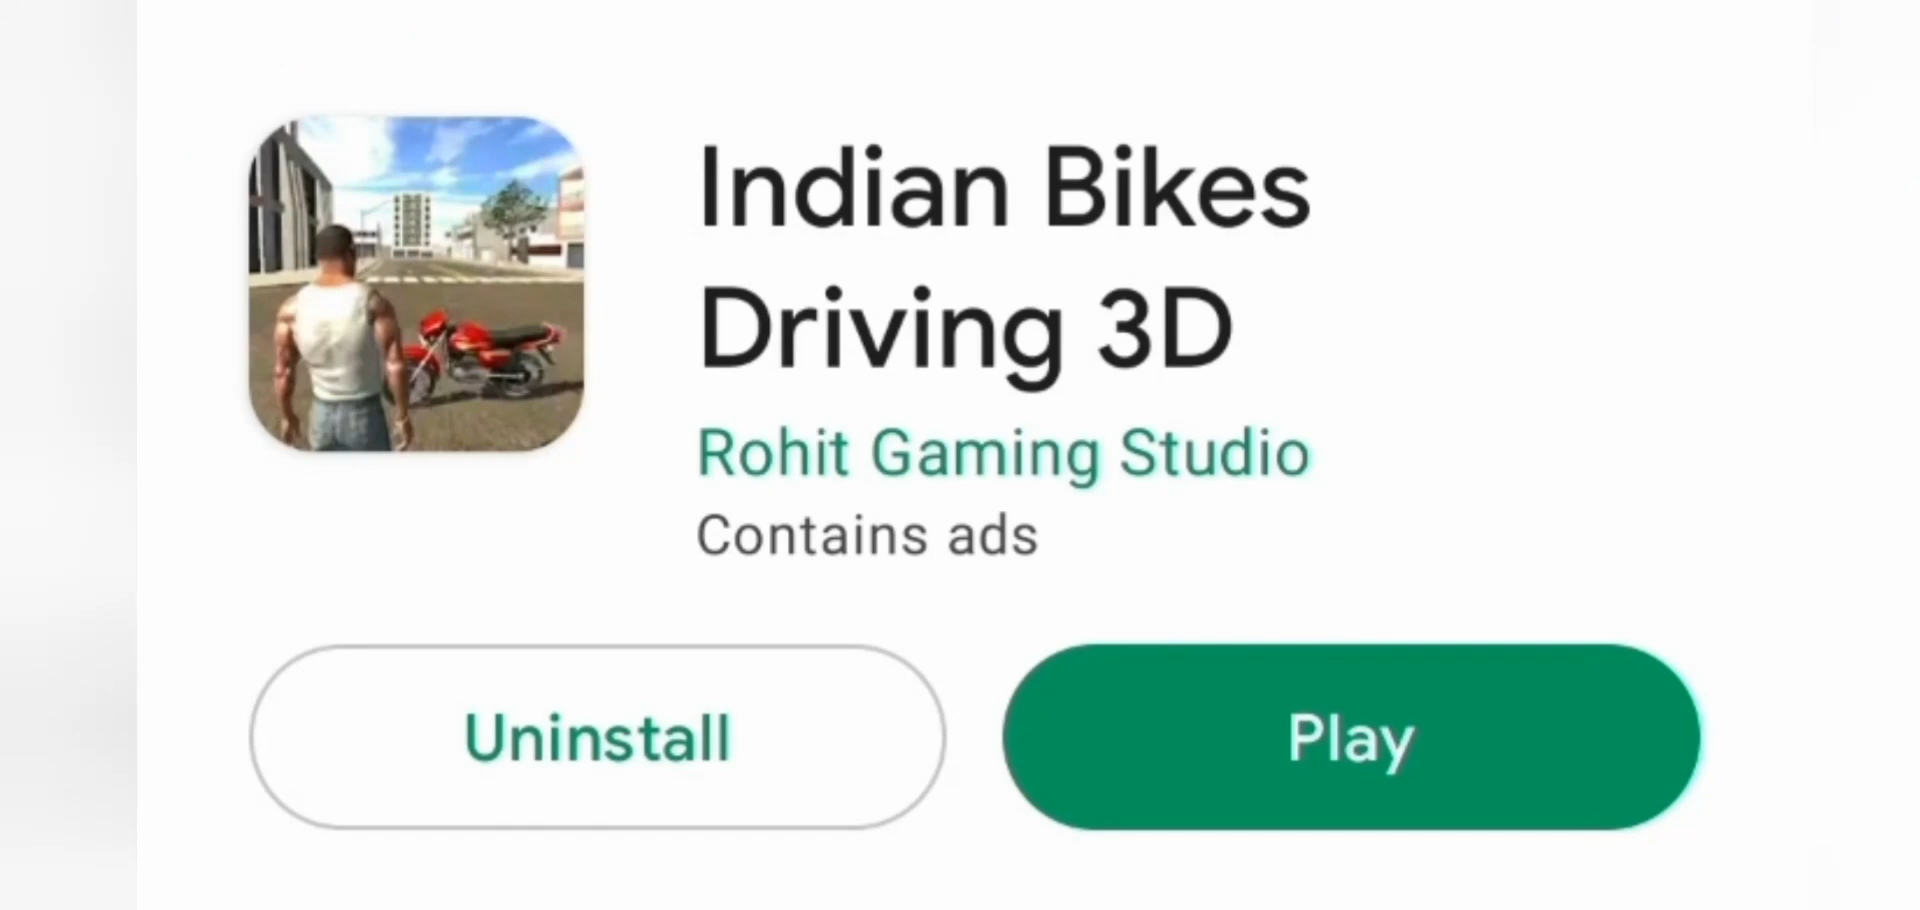 Indian Bikes
Driving 3D
Rohit Gaming Studio
Contains ads
Uninstall
Play